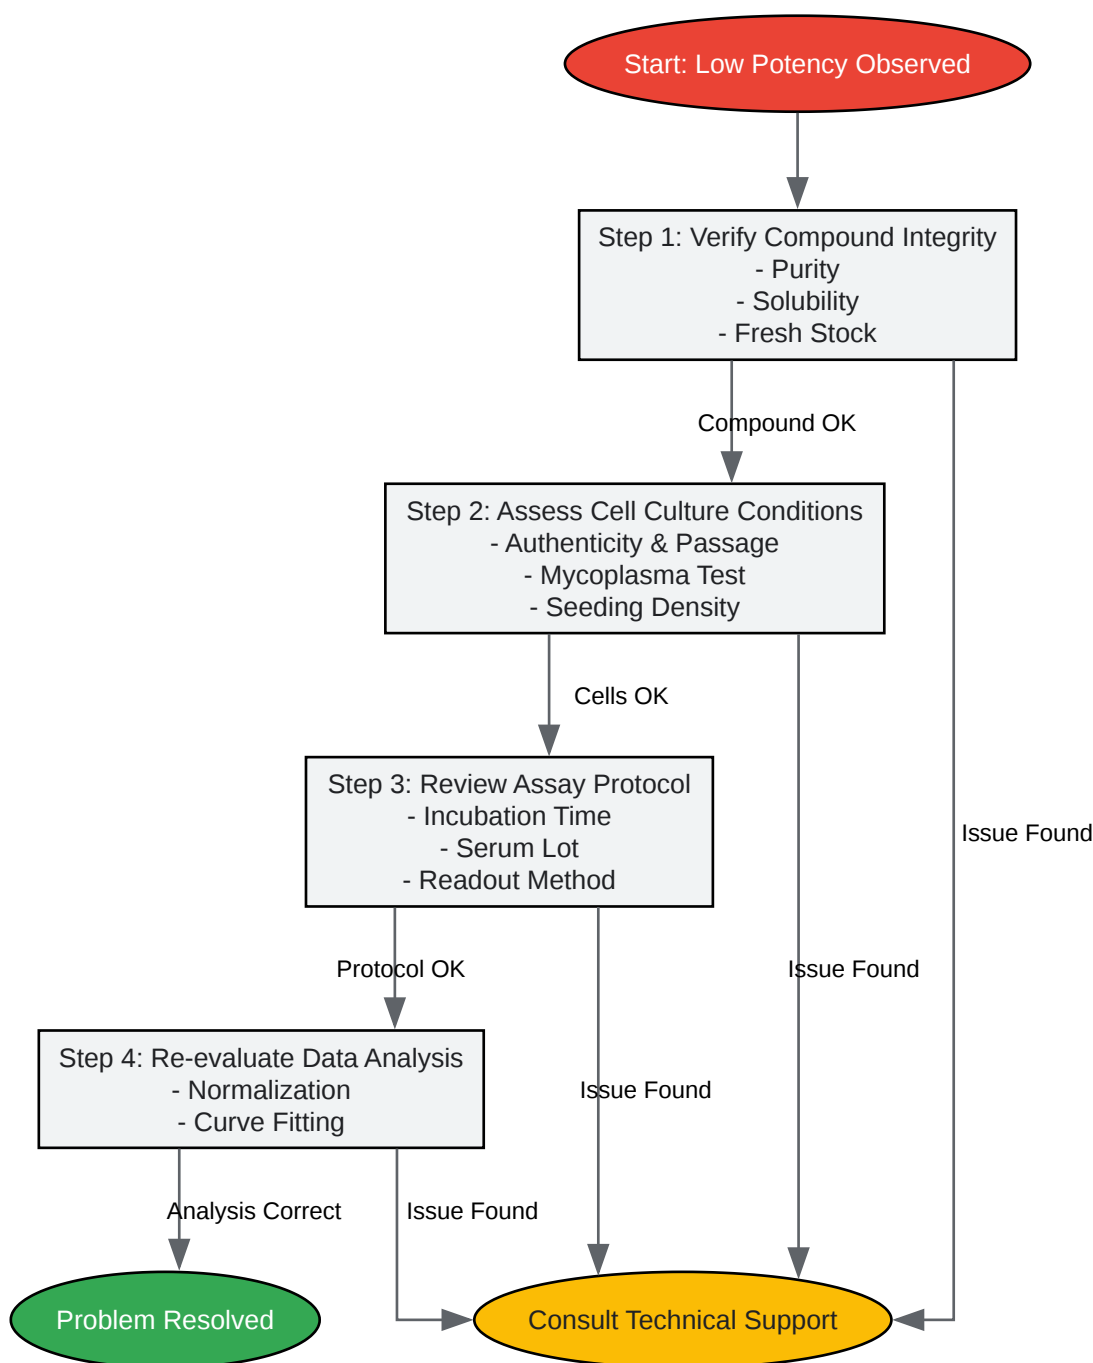 Start: Low Potency Observed
Step 1: Verify Compound Integrity
- Purity
- Solubility
- Fresh Stock
Compound OK
Step 2: Assess Cell Culture Conditions
- Authenticity & Passage
- Mycoplasma Test
- Seeding Density
Cells OK
Step 3: Review Assay Protocol
- Incubation Time
- Serum Lot
- Readout Method
Issue Found
Protocol OK
Issue Found
Step 4: Re-evaluate Data Analysis
- Normalization
- Curve Fitting
Issue Found
Analysis Correct
Issue Found
Problem Resolved
Consult Technical Support